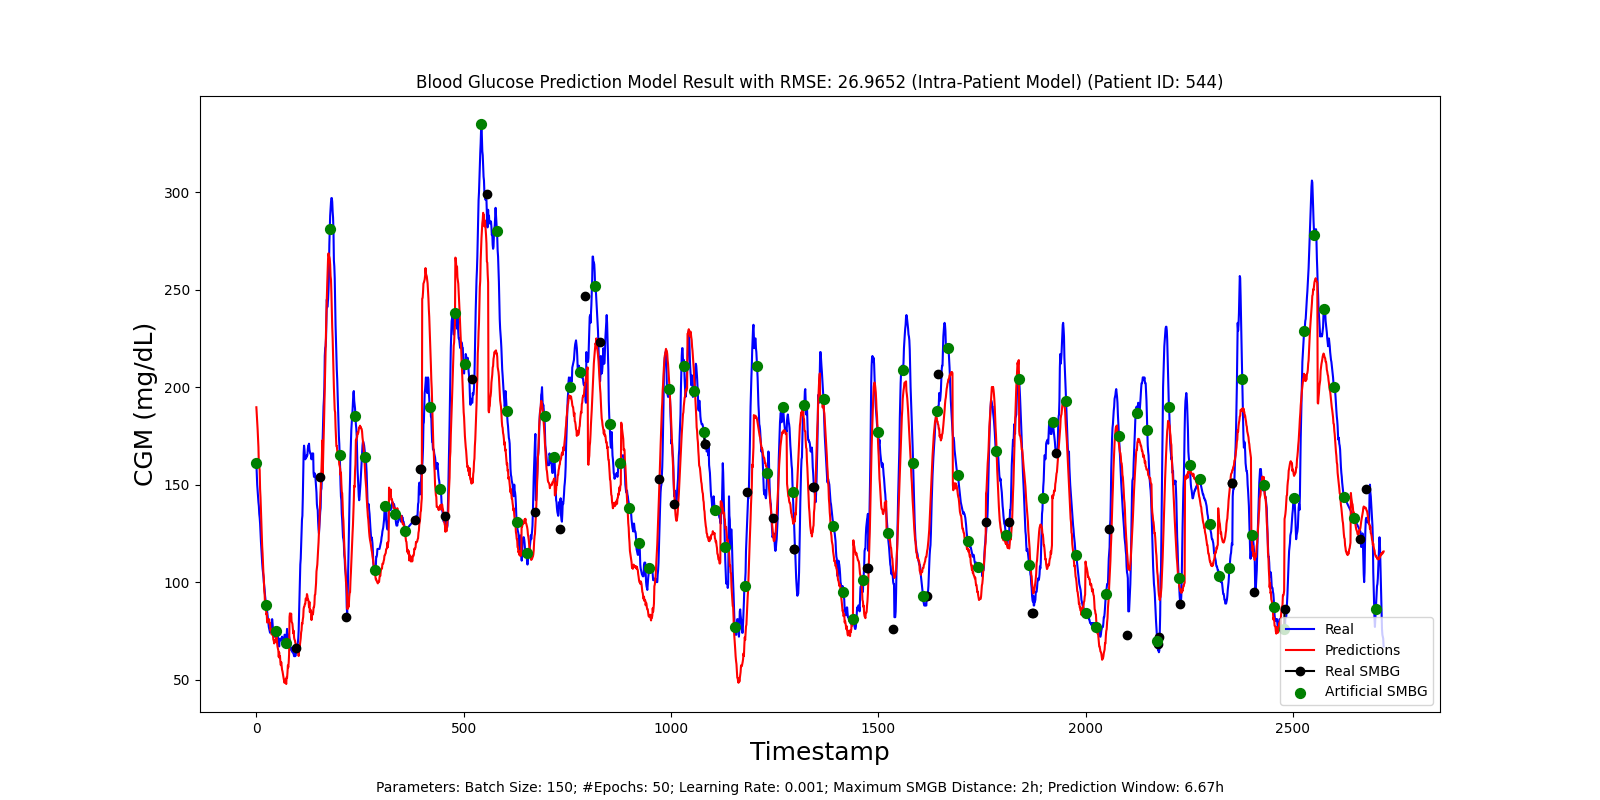 Blood Glucose Prediction Model Result with RMSE: 26.9652 (Intra-Patient Model) (Patient ID: 544)
CGM (mg/dL)
300
250
200
150
100
50
Real
Predictions
Real SMBG
Artificial SMBG
0 500 1000 1500 2000 2500
Timestamp
Parameters: Batch Size: 150; #Epochs: 50; Learning Rate: 0.001; Maximum SMGB Distance: 2h; Prediction Window: 6.67h